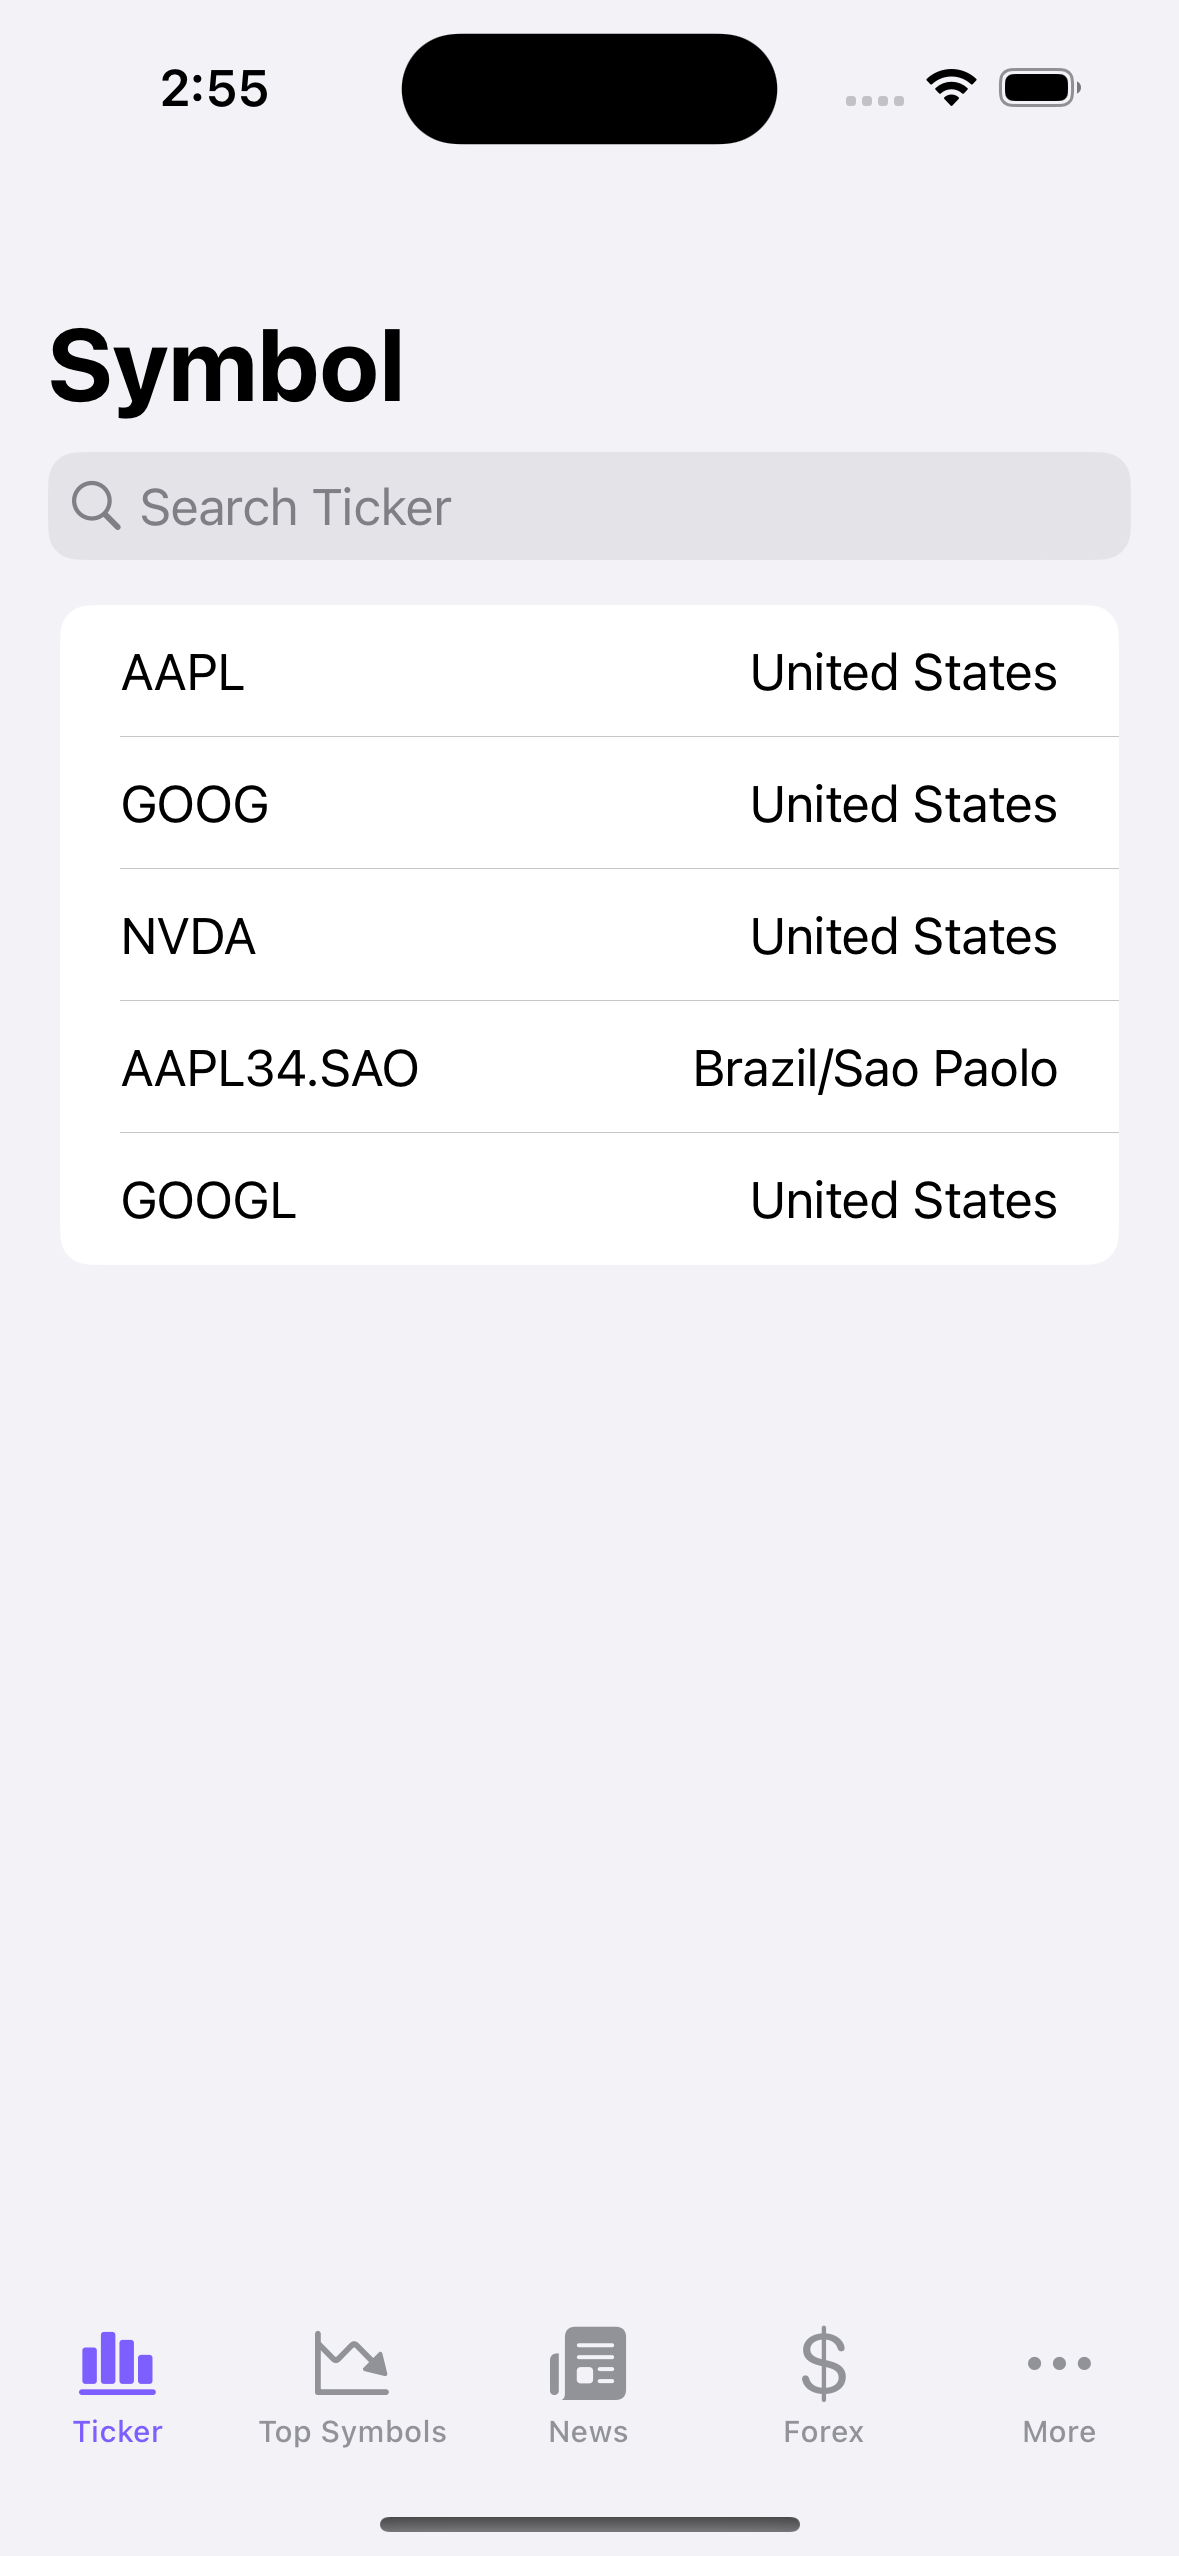 2:55
Symbol
Search Ticker
AAPL United States
GOOG United States
NVDA United States
AAPL34.SAO Brazil/Sao Paolo
GOOGL United States
Ticker Top Symbols News Forex More